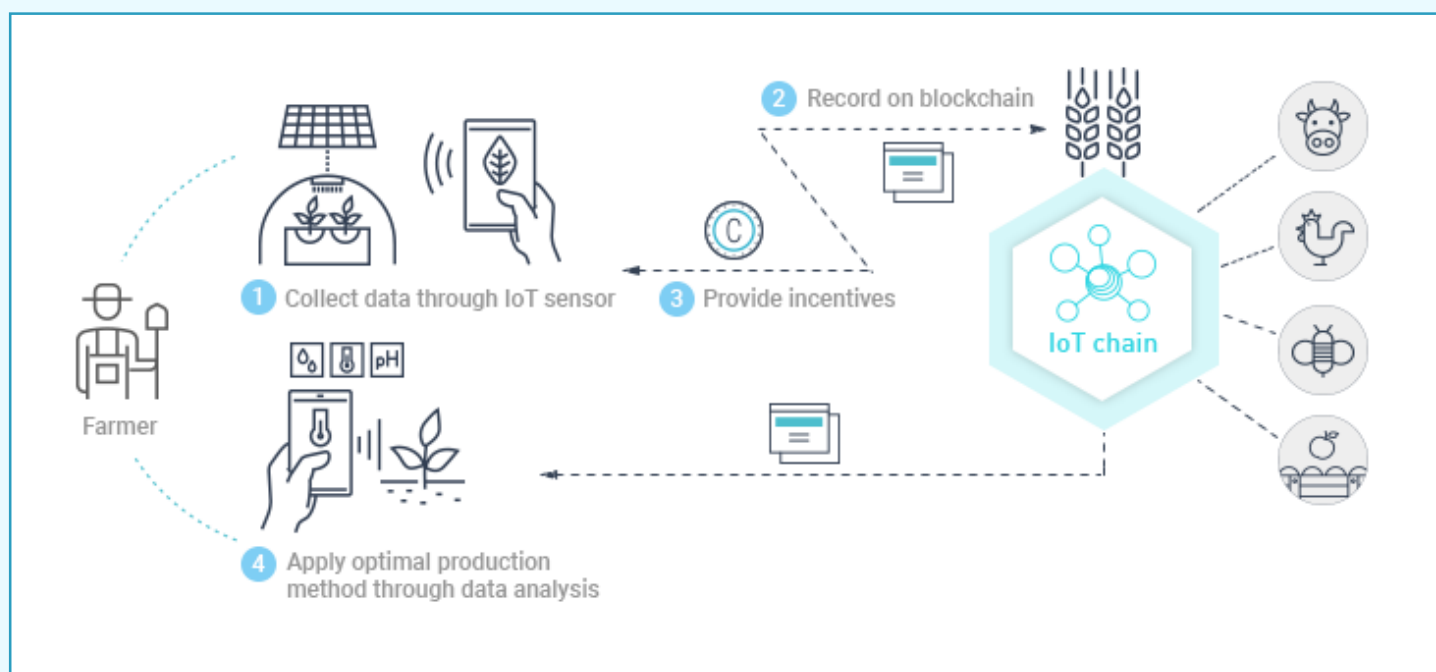 2 Record on blockchain
C
1 Collect data through IoT sensor
3 Provide incentives
IoT chain
pH
Farmer
4 Apply optimal production
method through data analysis